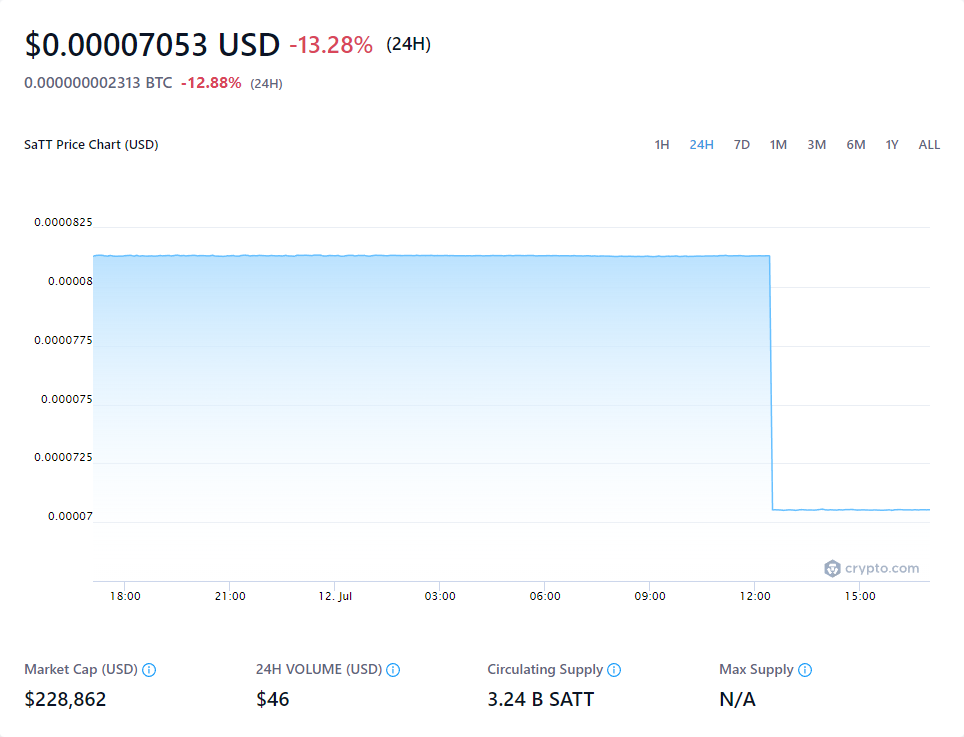 $0.00007053 USD -13.28% (24H)
0.000000002313 BTC -12.88% (24H)
SaTT Price Chart (USD) 1H 24H 7D 1M 3M 6M 1Y ALL
0.0000825
0.00008
0.0000775
0.000075
0.0000725
0.00007
crypto.com
18:00 21:00 12. Jul 03:00 06:00 09:00 12:00 15:00
Market Cap (USD) 24H VOLUME (USD) Circulating Supply Max Supply
$228,862 $46 3.24 B SATT N/A